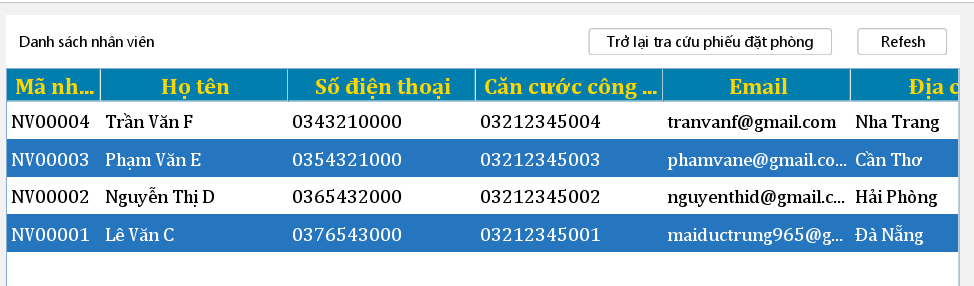 Danh sách nhân viên Trở lại tra cứu phiếu đặt phòng Refesh
Mã nh... Họ tên Số điện thoại Căn cước công ... Email Địa c
NV00004 Trần Văn F 0343210000 03212345004 tranvanf@gmail.com Nha Trang
NV00003 Phạm Văn E 0354321000 03212345003 phamvane@gmail.co... Cần Thơ
NV00002 Nguyễn Thị D 0365432000 03212345002 nguyenthid@gmail.c... Hải Phòng
NV00001 Lê Văn C 0376543000 03212345001 maiductrung965@g... Đà Nẵng